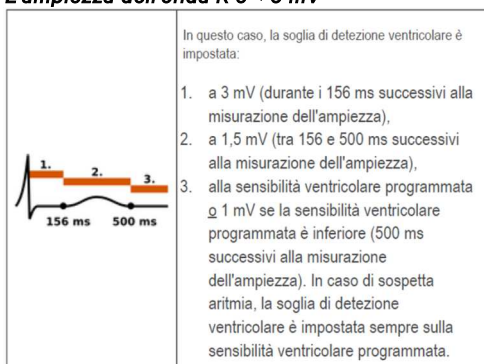 L'ampiezza dell'onda R mV
In questo caso, la soglia di detezione ventricolare è
impostata:
1. a 3 mV (durante i 156 ms successivi alla
misurazione dell'ampiezza),
2. a 1,5 mV (tra 156 e 500 ms successivi
alla misurazione dell'ampiezza),
3. alla sensibilità ventricolare programmata
o 1 mV se la sensibilità ventricolare
programmata è inferiore (500 ms
successivi alla misurazione
dell'ampiezza). In caso di sospetta
aritmia, la soglia di detezione
ventricolare è impostata sempre sulla
sensibilità ventricolare programmata.
1.
2.
3.
156 ms
500 ms